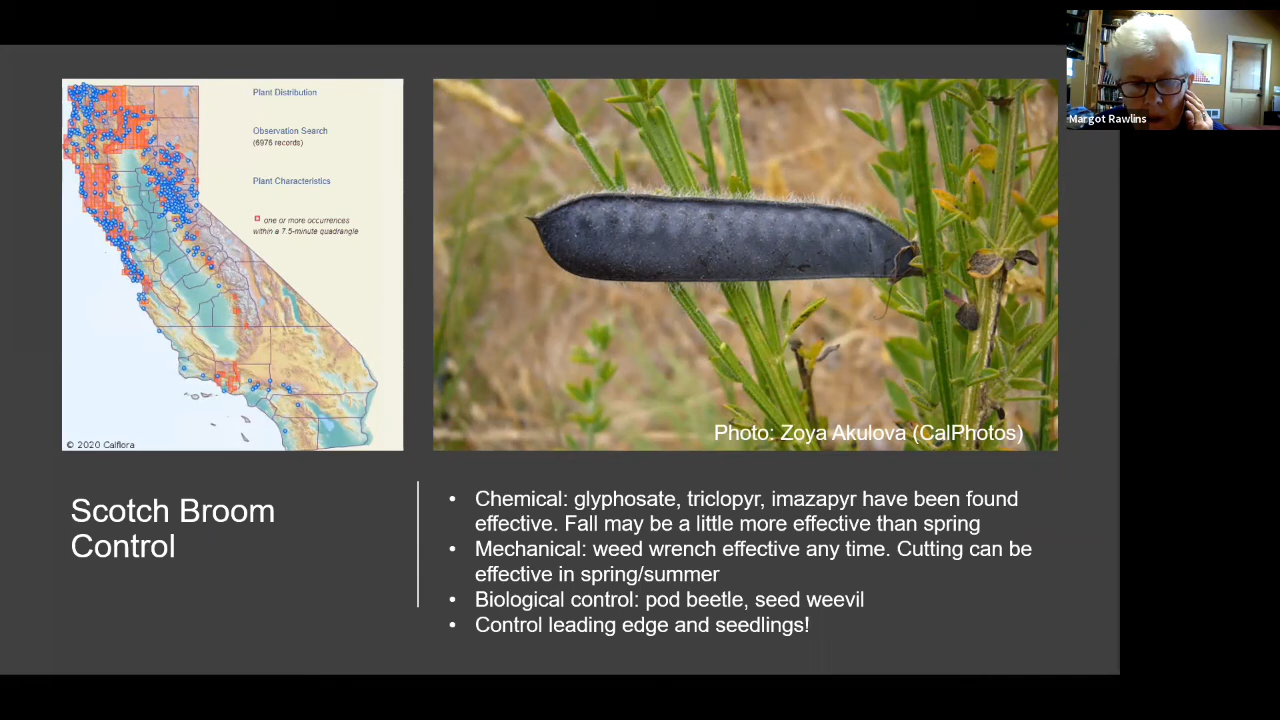 Plant Distribution
Observation Search
(6976 records)
Plant Characteristics
one or more occurrences
within a 7.5-minute quadrangle
© 2020 Calflora
Photo: Zoya Akulova (CalPhotos)
Margot Rawlins
Scotch Broom
Control
• Chemical: glyphosate, triclopyr, imazapyr have been found
effective. Fall may be a little more effective than spring
• Mechanical: weed wrench effective any time. Cutting can be
effective in spring/summer
• Biological control: pod beetle, seed weevil
• Control leading edge and seedlings!